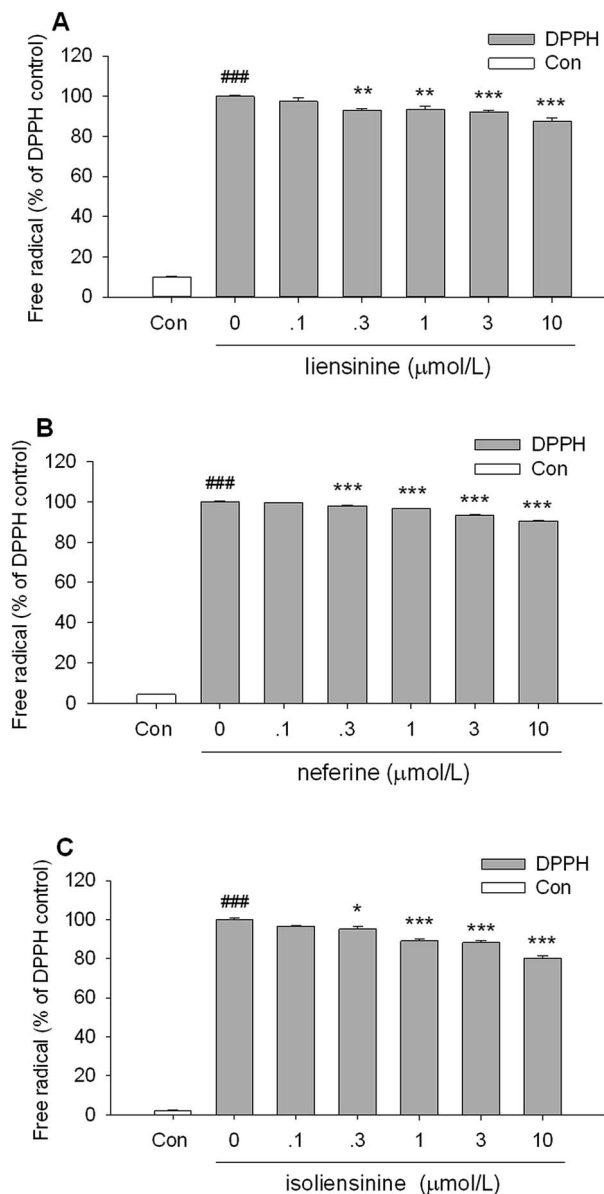 A
DPPH
Con
Free radical (% of DPPH control)
120
100
80
60
40
20
0
###
**
**
***
***
Con 0 .1 .3 1 3 10
liensinine (μmol/L)
B
DPPH
Con
Free radical (% of DPPH control)
120
100
80
60
40
20
0
###
***
***
***
***
Con 0 .1 .3 1 3 10
neferine (μmol/L)
C
DPPH
Con
Free radical (% of DPPH control)
120
100
80
60
40
20
0
###
*
***
***
***
Con 0 .1 .3 1 3 10
isoliensinine (μmol/L)